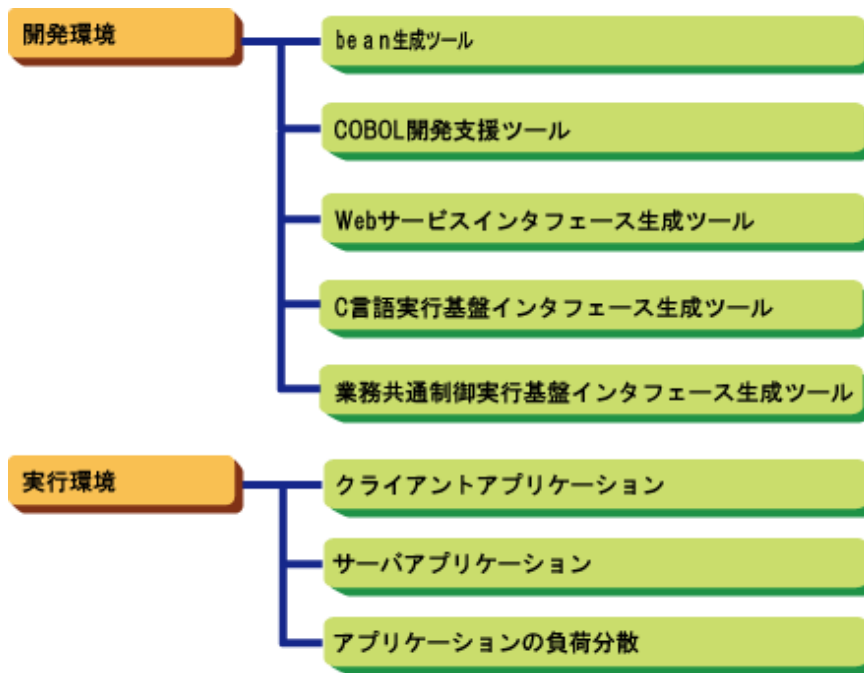 開発環境
bean生成ツール
COBOL開発支援ツール
Webサービスインタフェース生成ツール
C言語実行基盤インタフェース生成ツール
業務共通制御実行基盤インタフェース生成ツール
実行環境
クライアントアプリケーション
サーバアプリケーション
アプリケーションの負荷分散